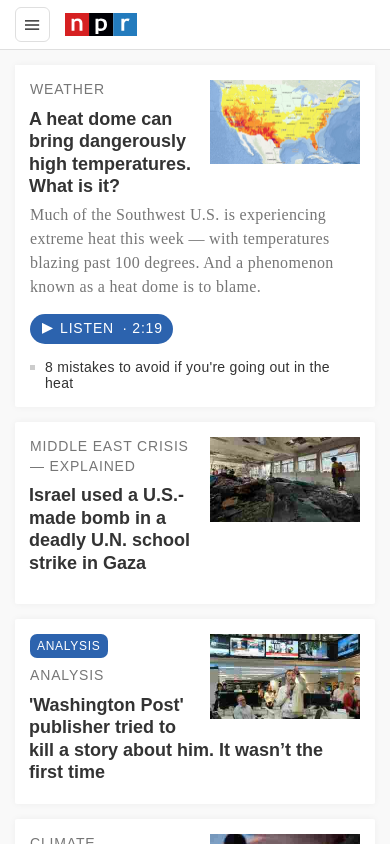 npr
WEATHER
A heat dome can
bring dangerously
high temperatures.
What is it?
Much of the Southwest U.S. is experiencing
extreme heat this week — with temperatures
blazing past 100 degrees. And a phenomenon
known as a heat dome is to blame.
LISTEN · 2:19
8 mistakes to avoid if you're going out in the
heat
MIDDLE EAST CRISIS
— EXPLAINED
Israel used a U.S.-
made bomb in a
deadly U.N. school
strike in Gaza
ANALYSIS
ANALYSIS
'Washington Post'
publisher tried to
kill a story about him. It wasn’t the
first time
CLIMATE